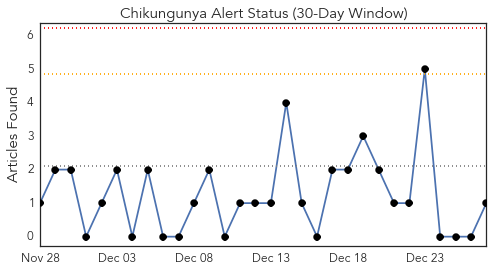 Chikungunya Alert Status (30-Day Window)
Articles Found
6
5
4
3
2
1
0
Nov 28 Dec 03 Dec 08 Dec 13 Dec 18 Dec 23